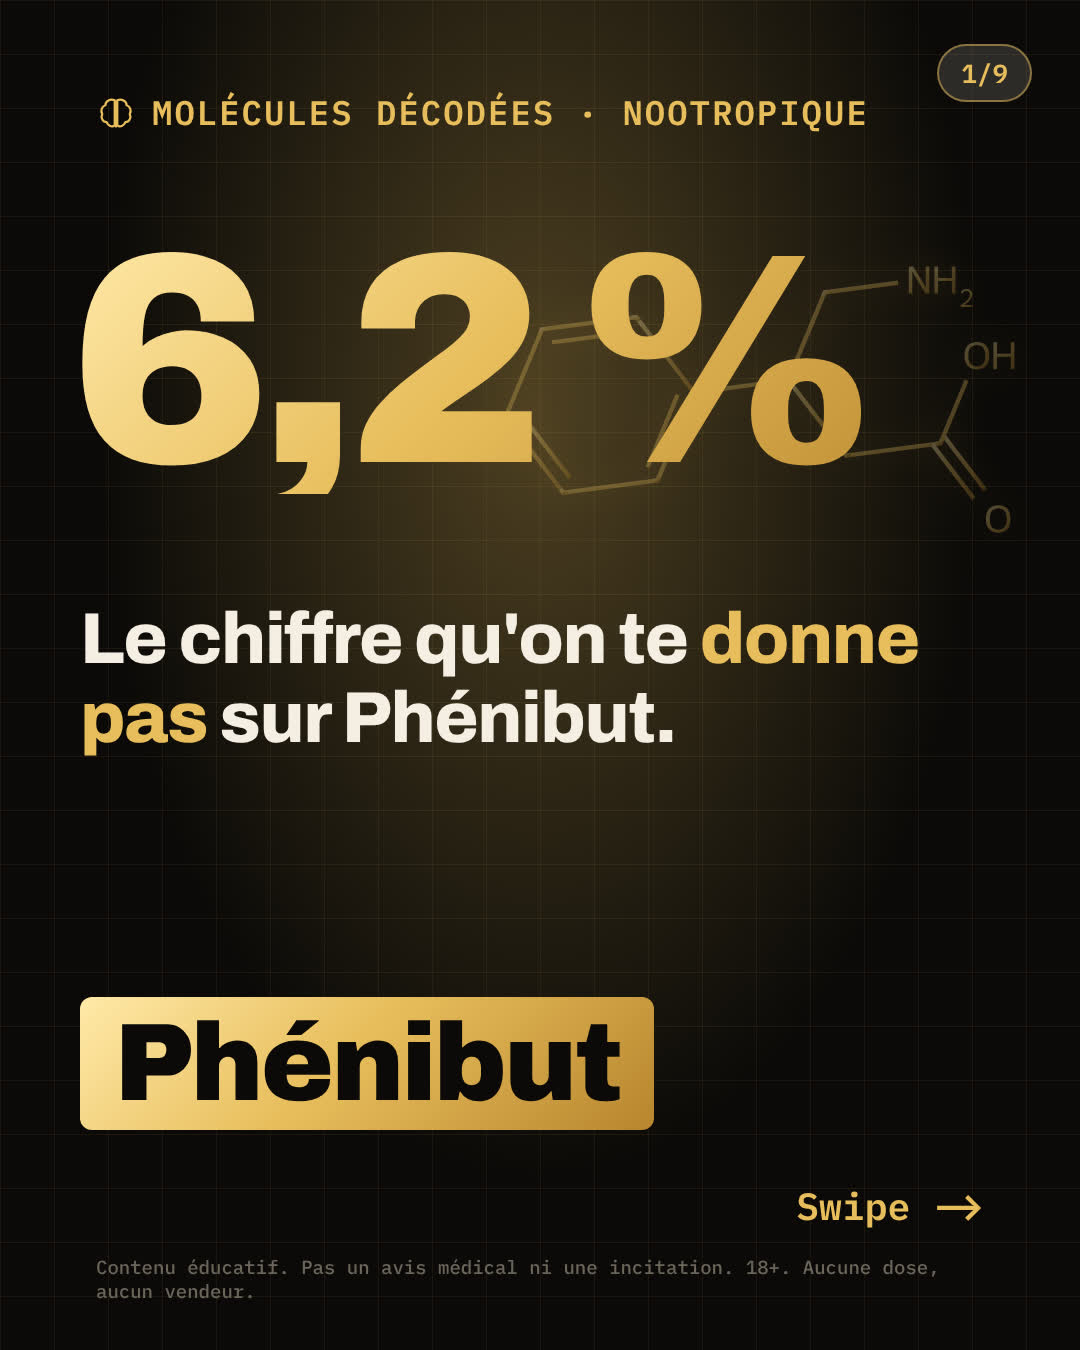 1/9
MOLÉCULES DÉCODÉES · NOOTROPIQUE
6,2%
NH2
OH
O
Le chiffre qu'on te donne
pas sur Phénibut.
Phénibut
Swipe →
Contenu éducatif. Pas un avis médical ni une incitation. 18+. Aucune dose,
aucun vendeur.